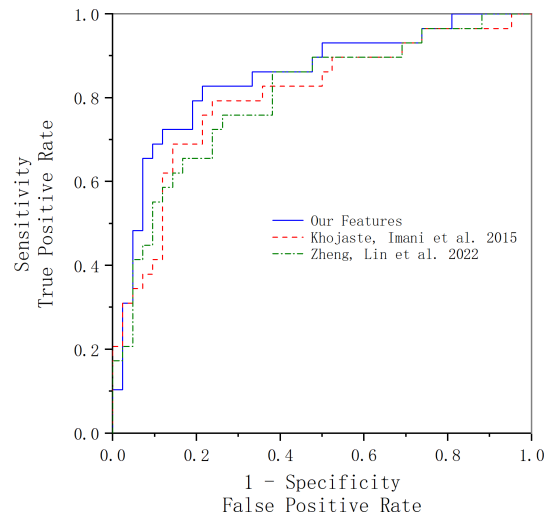 1.0
0.8
0.6
0.4
0.2
0.0
Sensitivity
True Positive Rate
Our Features
Khojaste, Imani et al. 2015
Zheng, Lin et al. 2022
0.0 0.2 0.4 0.6 0.8 1.0
1 - Specificity
False Positive Rate